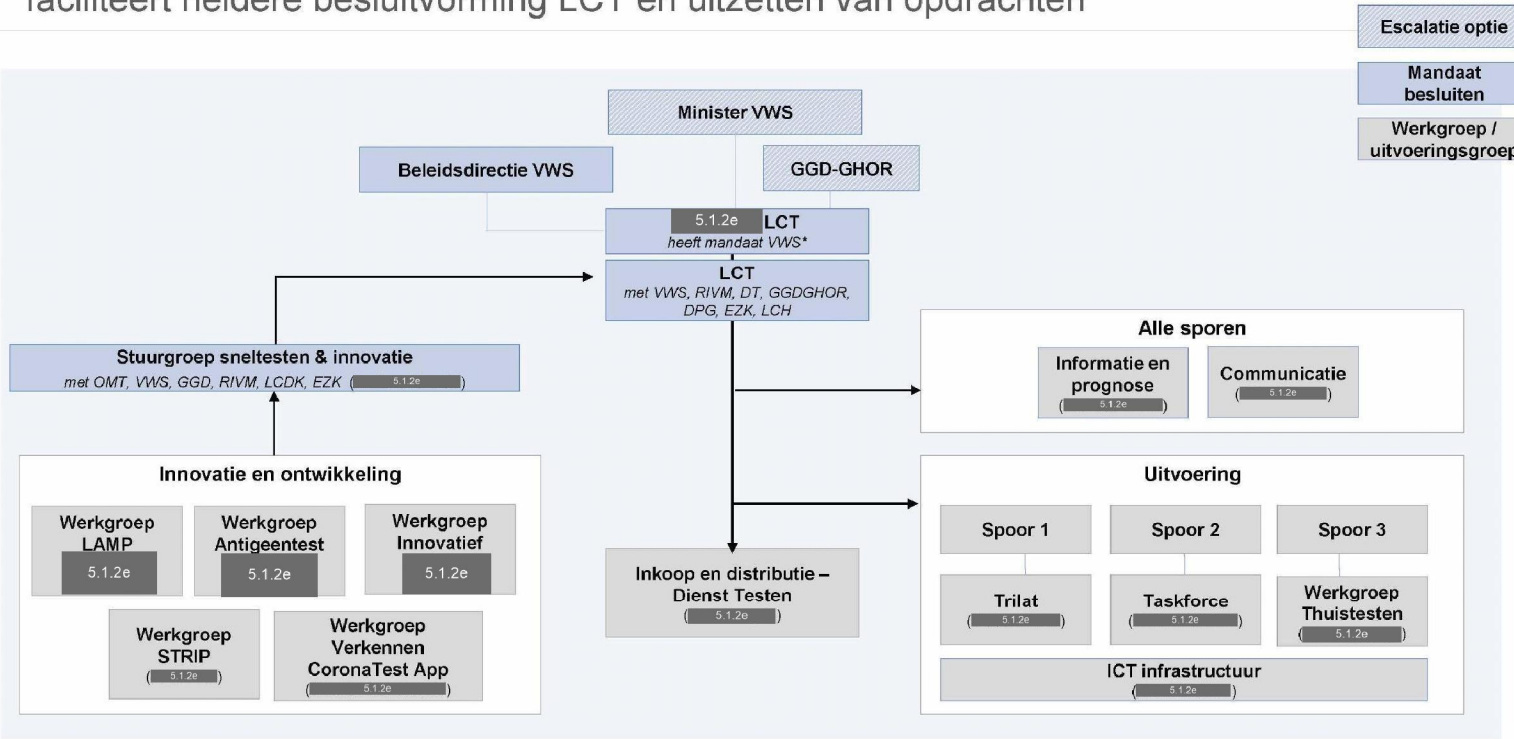 faciliteert heldere besluitvorming LCT en uitzetten van opdrachten
Escalatie optie
Mandaat
besluiten
Werkgroep /
uitvoeringsgroep
Minister VWS
Beleidsdirectie VWS
GGD-GHOR
5.1.2e LCT
heeft mandaat VWS*
LCT
met VWS, RIVM, DT, GGDGHOR,
DPG, EZK, LCH
Stuurgroep sneltesten & innovatie
met OMT, VWS, GGD, RIVM, LCDK, EZK (5.1.2e)
Alle sporen
Informatie en
prognose
(5.1.2e)
Communicatie
(5.1.2e)
Innovatie en ontwikkeling
Werkgroep
LAMP
5.1.2e
Werkgroep
Antigeentest
5.1.2e
Werkgroep
Innovatief
5.1.2e
Werkgroep
STRIP
(5.1.2e)
Werkgroep
Verkennen
CoronaTest App
(5.1.2e)
Inkoop en distributie –
Dienst Testen
(5.1.2e)
Uitvoering
Spoor 1
Spoor 2
Spoor 3
Trilat
(5.1.2e)
Taskforce
(5.1.2e)
Werkgroep
Thuistesten
(5.1.2e)
ICT infrastructuur
(5.1.2e)